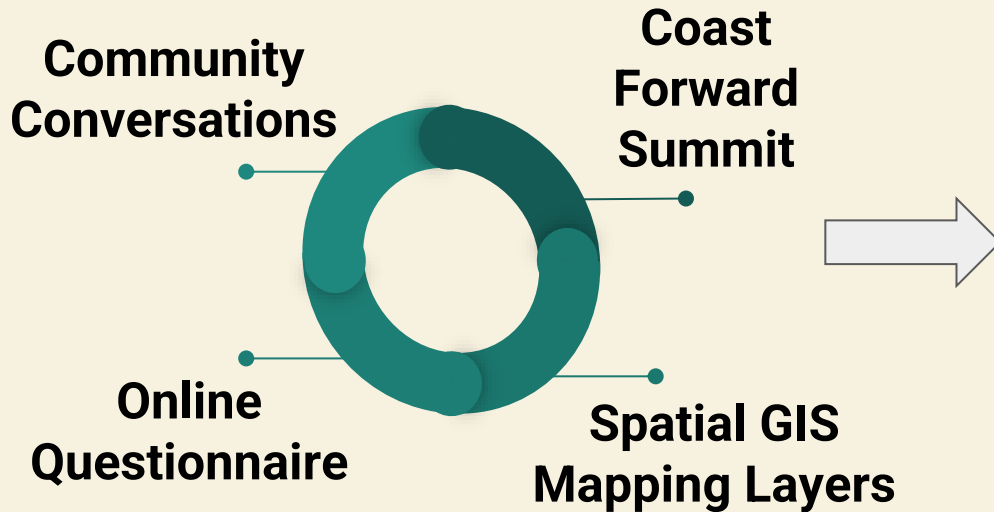 Community
Conversations
Coast
Forward
Summit
Online
Questionnaire
Spatial GIS
Mapping Layers